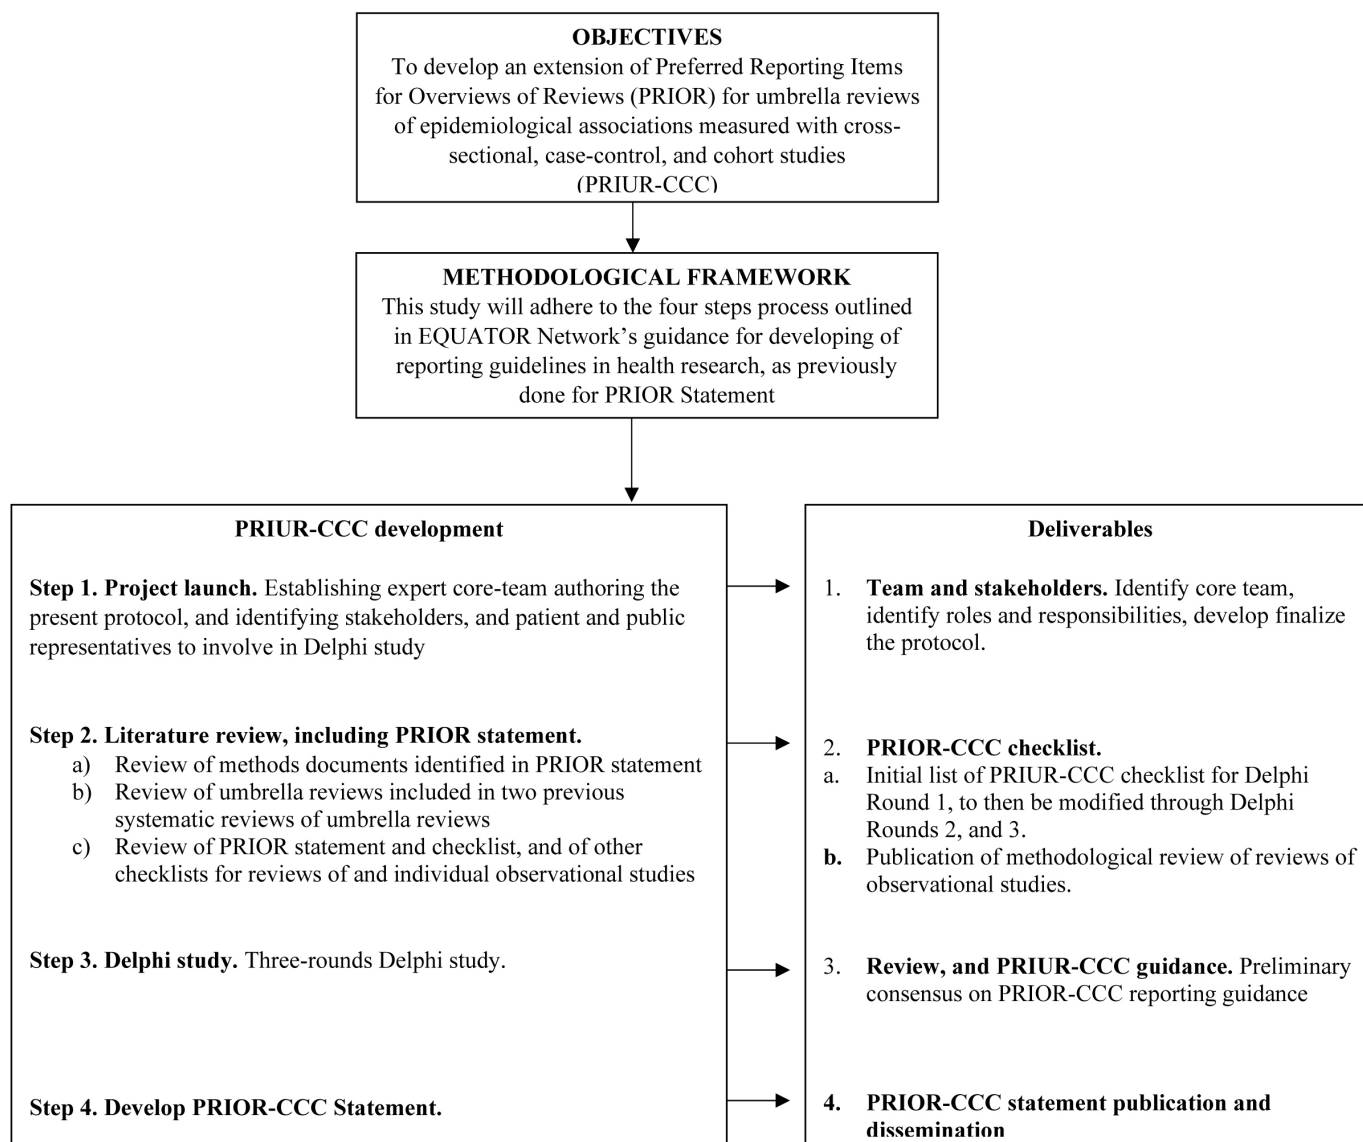 OBJECTIVES
To develop an extension of Preferred Reporting Items
for Overviews of Reviews (PRIOR) for umbrella reviews
of epidemiological associations measured with cross-
sectional, case-control, and cohort studies
(PRIUR-CCC)
METHODOLOGICAL FRAMEWORK
This study will adhere to the four steps process outlined
in EQUATOR Network’s guidance for developing of
reporting guidelines in health research, as previously
done for PRIOR Statement
PRIUR-CCC development
Step 1. Project launch. Establishing expert core-team authoring the
present protocol, and identifying stakeholders, and patient and public
representatives to involve in Delphi study
Step 2. Literature review, including PRIOR statement.
a) Review of methods documents identified in PRIOR statement
b) Review of umbrella reviews included in two previous
systematic reviews of umbrella reviews
c) Review of PRIOR statement and checklist, and of other
checklists for reviews of and individual observational studies
Step 3. Delphi study. Three-rounds Delphi study.
Step 4. Develop PRIOR-CCC Statement.
Deliverables
1. Team and stakeholders. Identify core team,
identify roles and responsibilities, develop finalize
the protocol.
2. PRIOR-CCC checklist.
a. Initial list of PRIUR-CCC checklist for Delphi
Round 1, to then be modified through Delphi
Rounds 2, and 3.
b. Publication of methodological review of reviews of
observational studies.
3. Review, and PRIUR-CCC guidance. Preliminary
consensus on PRIOR-CCC reporting guidance
4. PRIOR-CCC statement publication and
dissemination